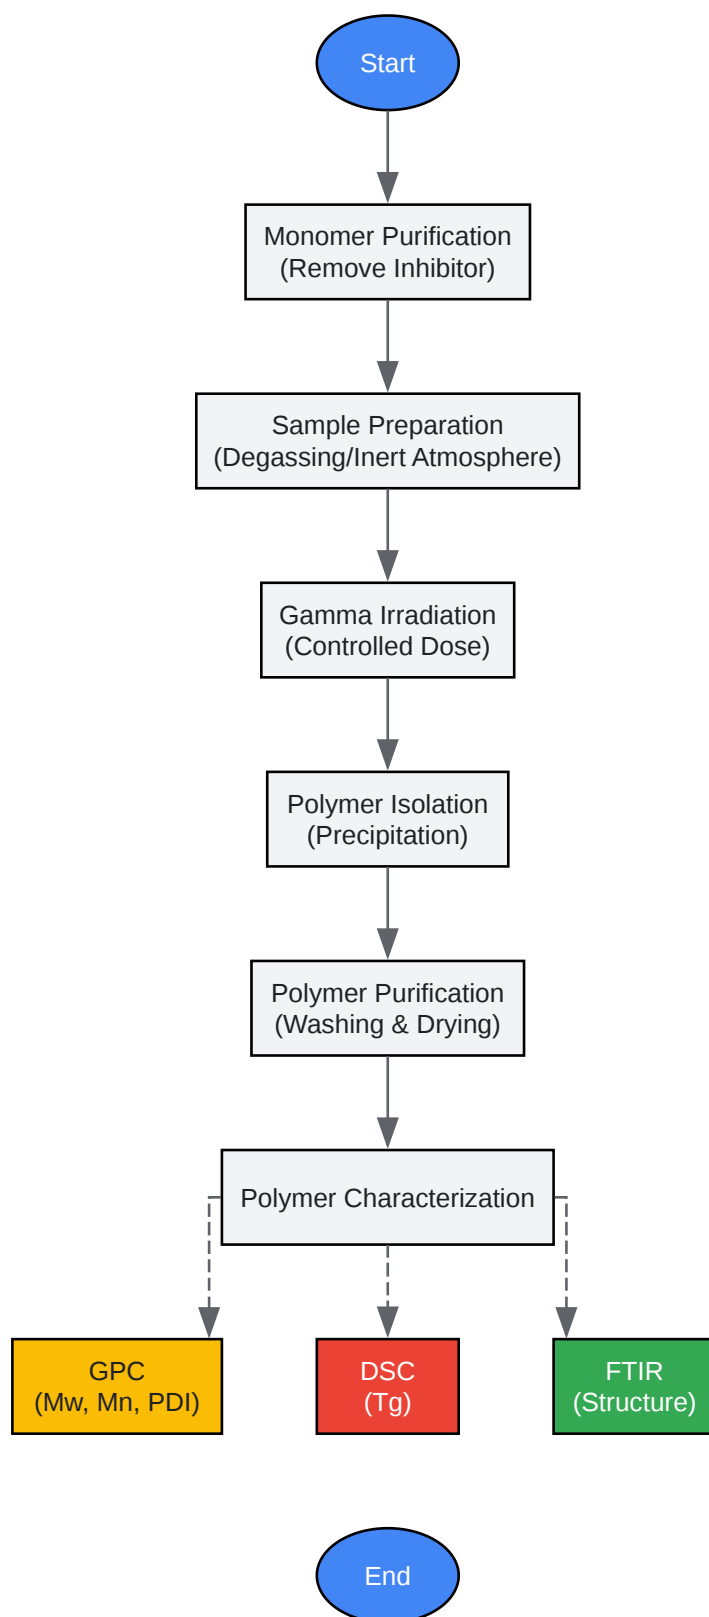 Start
Monomer Purification
(Remove Inhibitor)
Sample Preparation
(Degassing/Inert Atmosphere)
Gamma Irradiation
(Controlled Dose)
Polymer Isolation
(Precipitation)
Polymer Purification
(Washing & Drying)
Polymer Characterization
GPC
(Mw, Mn, PDI)
DSC
(Tg)
FTIR
(Structure)
End